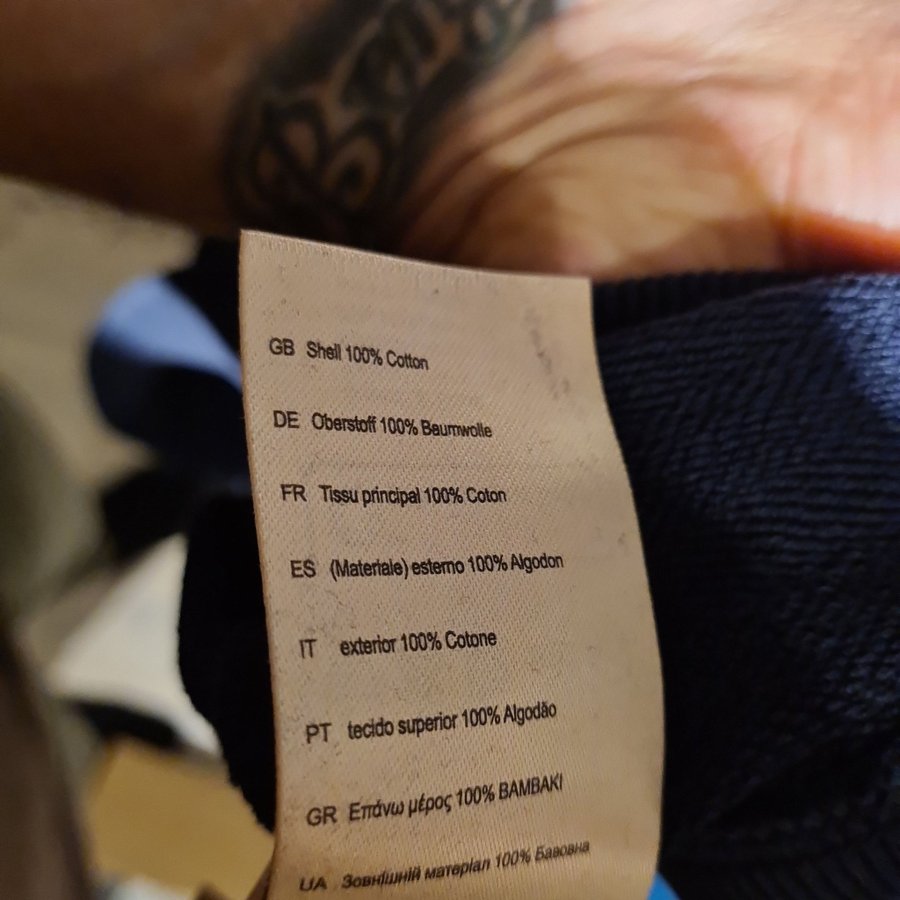 GB Shell 100% Cotton
DE Oberstoff 100% Baumwolle
FR Tissu principal 100% Coton
ES (Materiale) esterno 100% Algodon
IT exterior 100% Cotone
PT tecido superior 100% Algodão
GR Επάνω μέρος 100% ΒΑΜΒΑΚΙ
UA Зовнішній матеріал 100% Бавовна